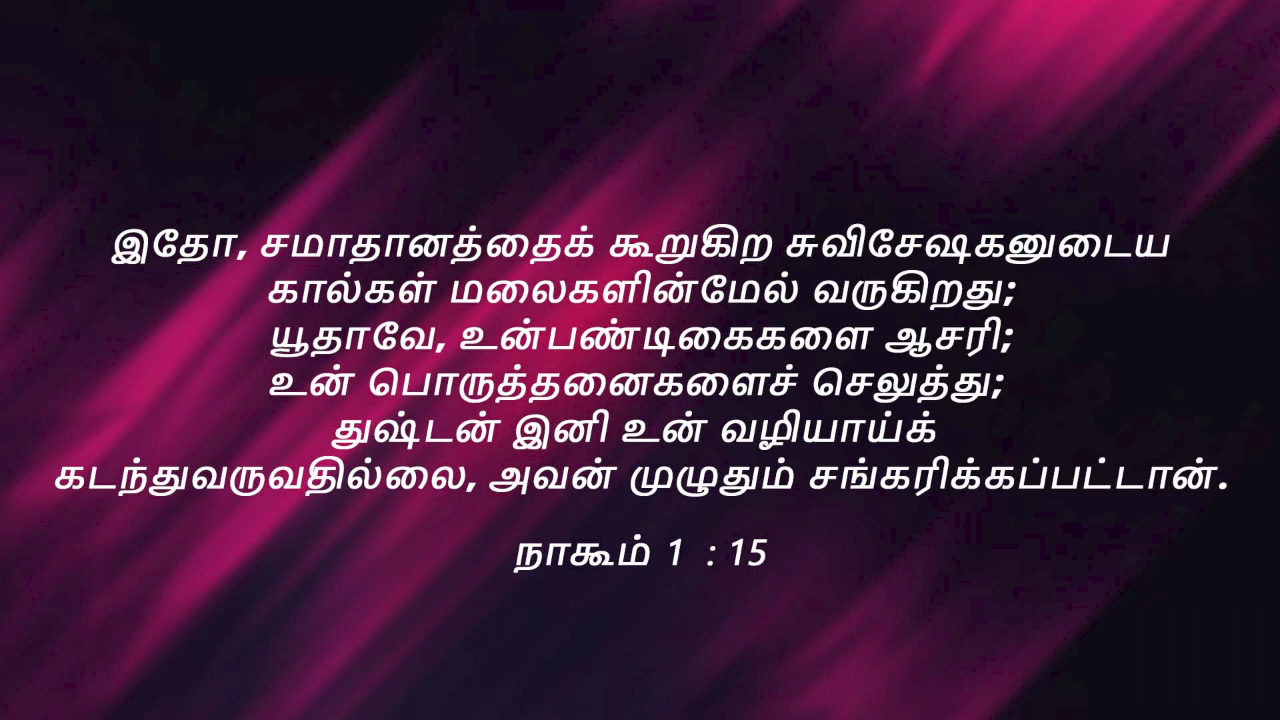 இதோ, சமாதானத்தைக் கூறுகிற சுவிசேஷகனுடைய
கால்கள் மலைகளின்மேல் வருகிறது;
யூதாவே, உன்பண்டிகைகளை ஆசரி;
உன் பொருத்தனைகளைச் செலுத்து;
துஷ்டன் இனி உன் வழியாய்க்
கடந்துவருவதில்லை, அவன் முழுதும் சங்கரிக்கப்பட்டான்.
நாகூம் 1 : 15